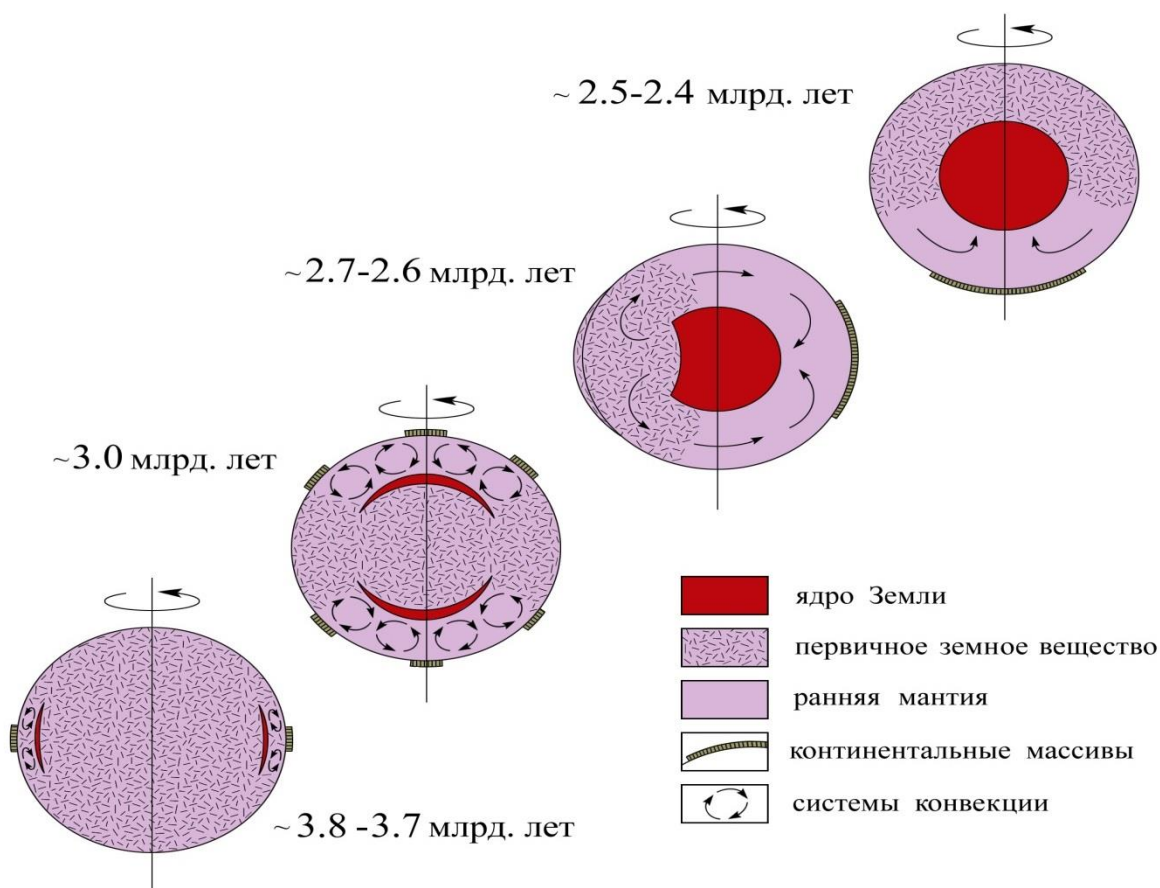 ~ 2.5-2.4 млрд. лет
~2.7-2.6 млрд. лет
~3.0 млрд. лет
~3.8 -3.7 млрд. лет
ядро Земли
первичное земное вещество
ранняя мантия
континентальные массивы
системы конвекции